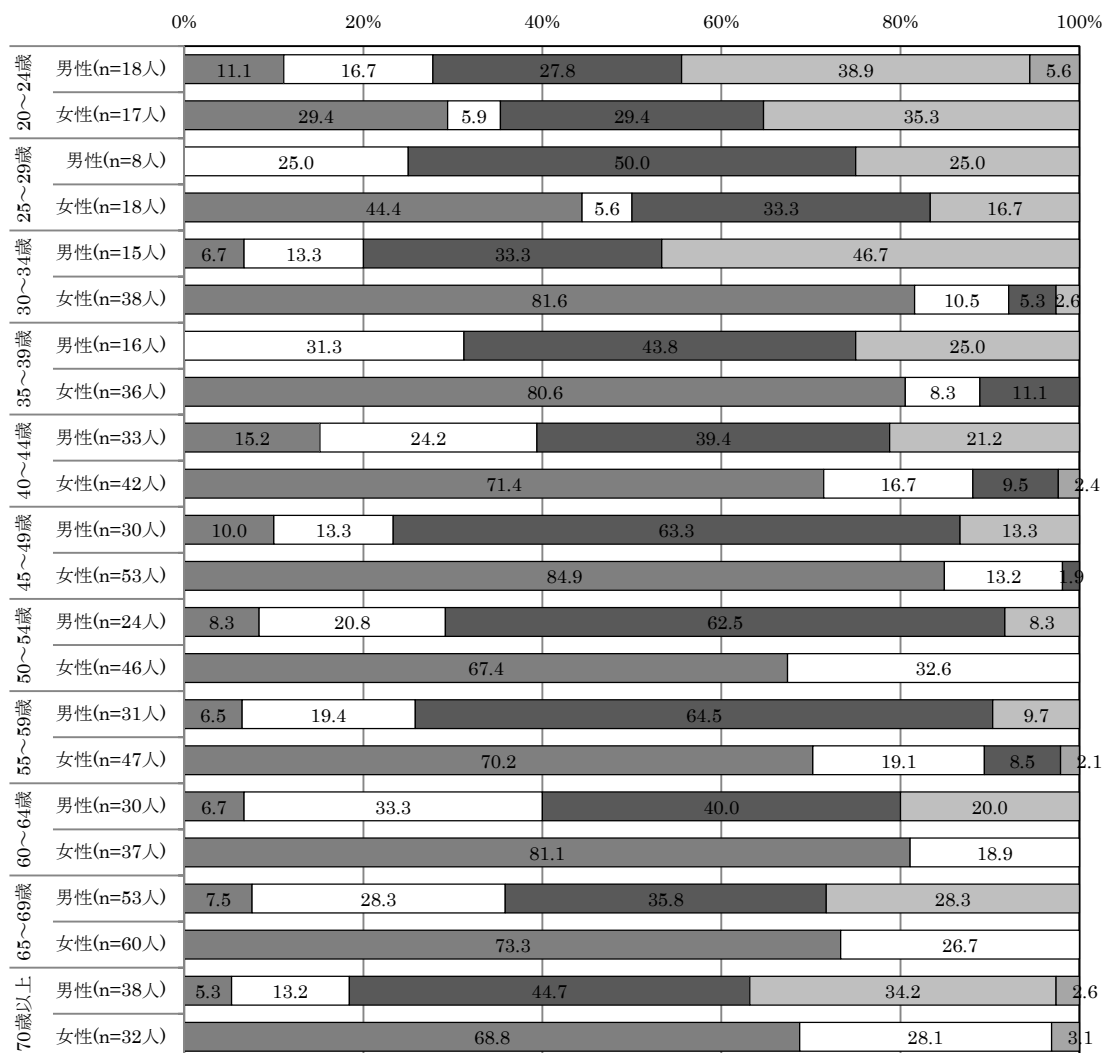 0% 20% 40% 60% 80% 100%
20～24歳
男性(n=18人) 11.1 16.7 27.8 38.9 5.6
女性(n=17人) 29.4 5.9 29.4 35.3
25～29歳
男性(n=8人) 25.0 50.0 25.0
女性(n=18人) 44.4 5.6 33.3 16.7
30～34歳
男性(n=15人) 6.7 13.3 33.3 46.7
女性(n=38人) 81.6 10.5 5.3 2.6
35～39歳
男性(n=16人) 31.3 43.8 25.0
女性(n=36人) 80.6 8.3 11.1
40～44歳
男性(n=33人) 15.2 24.2 39.4 21.2
女性(n=42人) 71.4 16.7 9.5 2.4
45～49歳
男性(n=30人) 10.0 13.3 63.3 13.3
女性(n=53人) 84.9 13.2 1.9
50～54歳
男性(n=24人) 8.3 20.8 62.5 8.3
女性(n=46人) 67.4 32.6
55～59歳
男性(n=31人) 6.5 19.4 64.5 9.7
女性(n=47人) 70.2 19.1 8.5 2.1
60～64歳
男性(n=30人) 6.7 33.3 40.0 20.0
女性(n=37人) 81.1 18.9
65～69歳
男性(n=53人) 7.5 28.3 35.8 28.3
女性(n=60人) 73.3 26.7
70歳以上
男性(n=38人) 5.3 13.2 44.7 34.2 2.6
女性(n=32人) 68.8 28.1 3.1